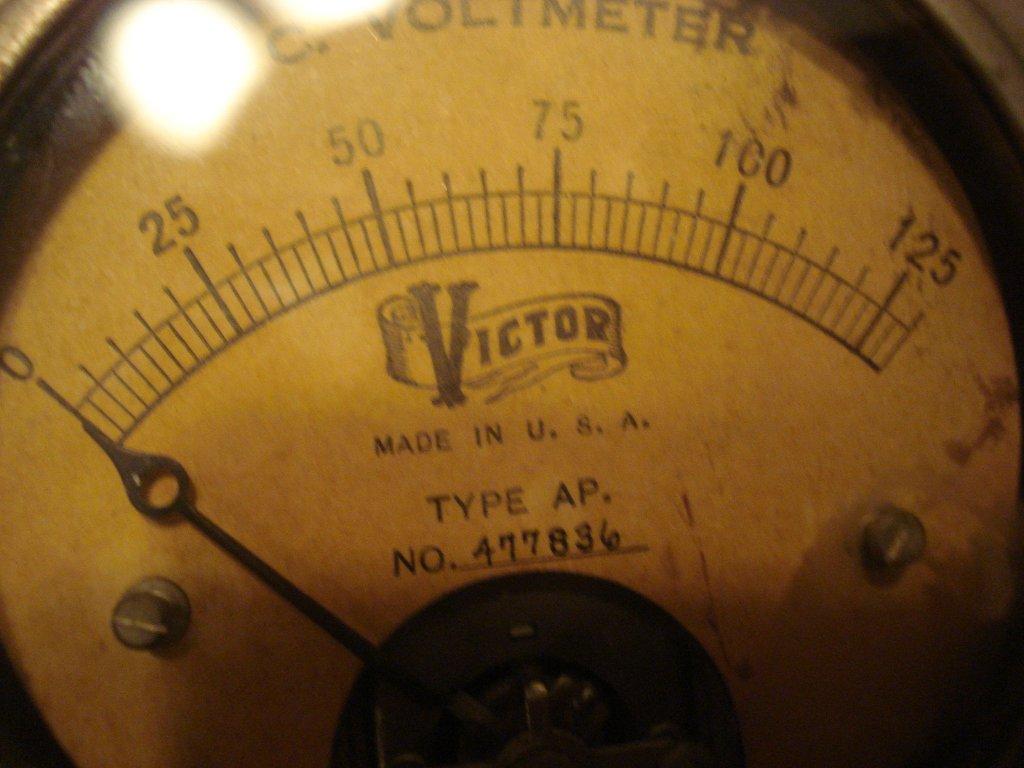 C. VOLTMETER
0 25 50 75 100 125
VICTOR
MADE IN U. S. A.
TYPE AP.
NO. 477836